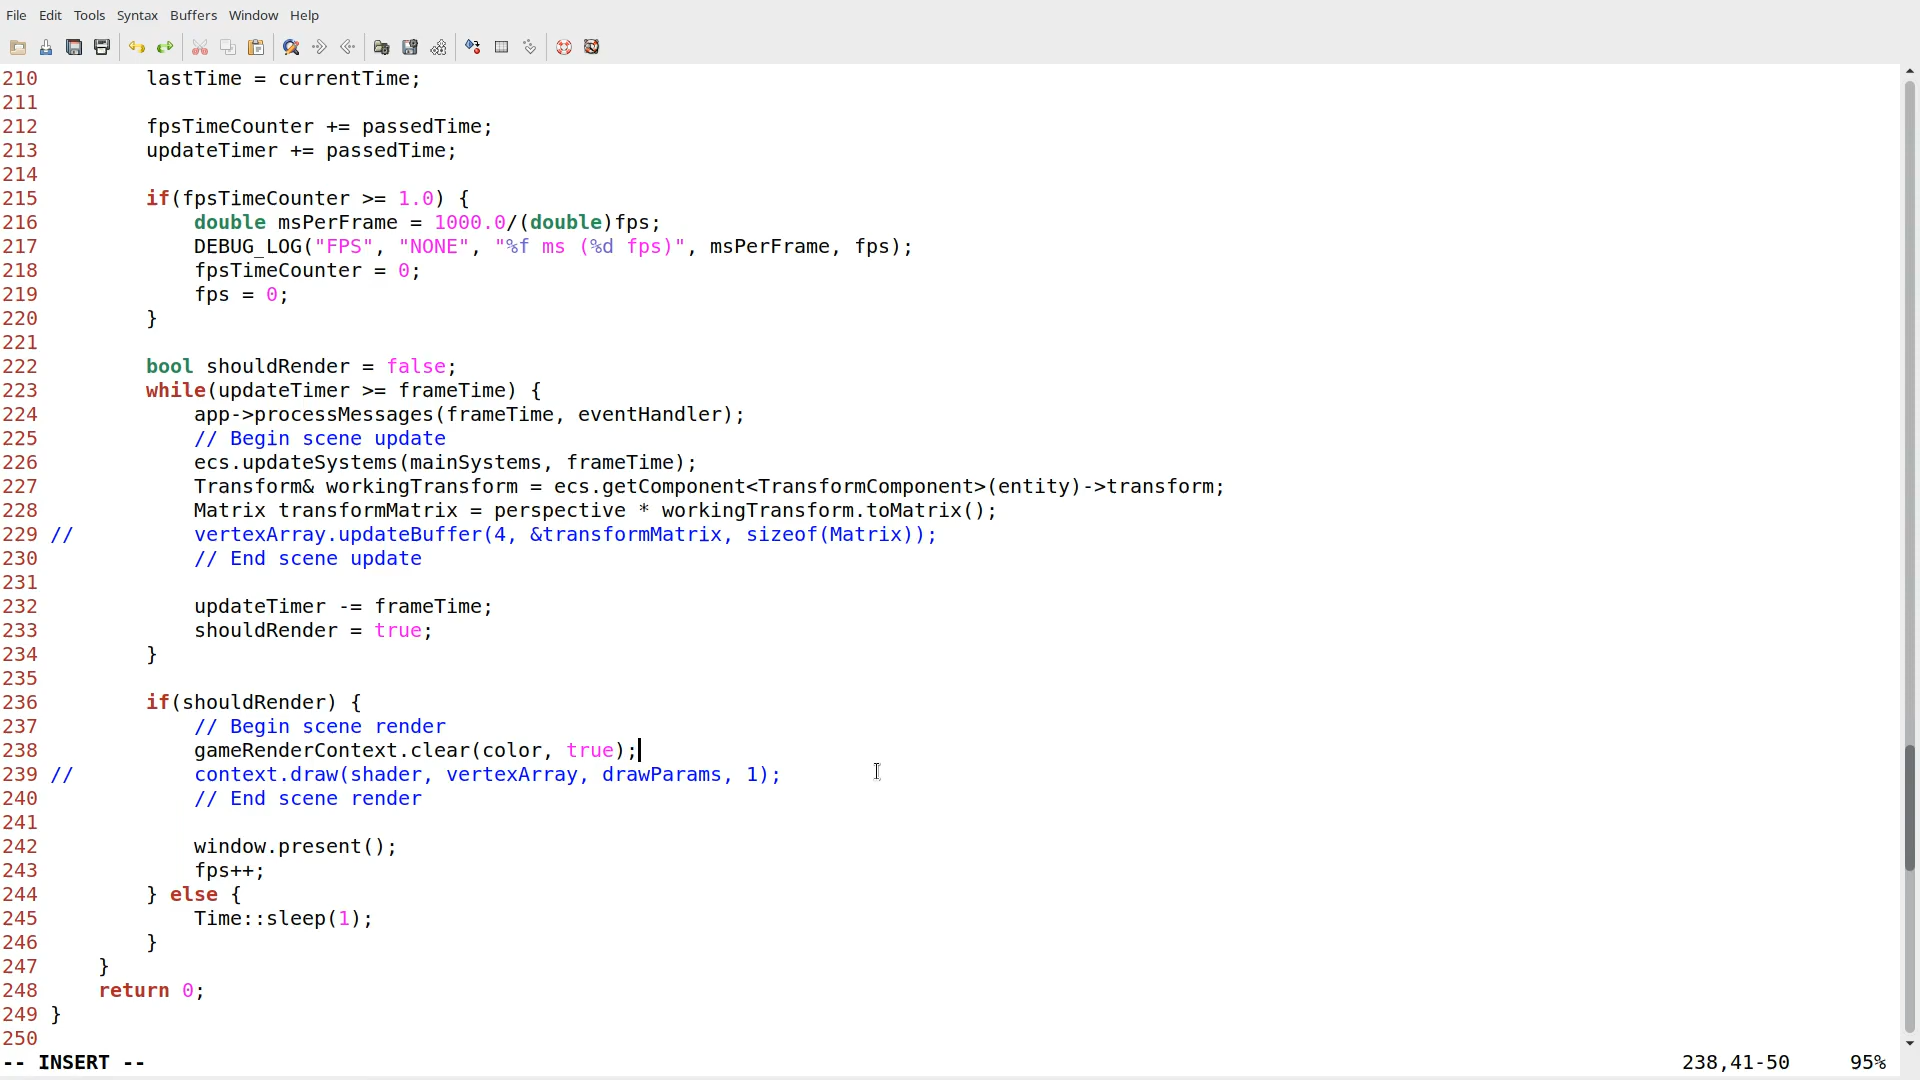 File Edit Tools Syntax Buffers Window Help
210         lastTime = currentTime;
211
212         fpsTimeCounter += passedTime;
213         updateTimer += passedTime;
214
215         if(fpsTimeCounter >= 1.0) {
216             double msPerFrame = 1000.0/(double)fps;
217             DEBUG_LOG("FPS", "NONE", "%f ms (%d fps)", msPerFrame, fps);
218             fpsTimeCounter = 0;
219             fps = 0;
220         }
221
222         bool shouldRender = false;
223         while(updateTimer >= frameTime) {
224             app->processMessages(frameTime, eventHandler);
225             // Begin scene update
226             ecs.updateSystems(mainSystems, frameTime);
227             Transform& workingTransform = ecs.getComponent<TransformComponent>(entity)->transform;
228             Matrix transformMatrix = perspective * workingTransform.toMatrix();
229 //          vertexArray.updateBuffer(4, &transformMatrix, sizeof(Matrix));
230             // End scene update
231
232             updateTimer -= frameTime;
233             shouldRender = true;
234         }
235
236         if(shouldRender) {
237             // Begin scene render
238             gameRenderContext.clear(color, true);
239 //          context.draw(shader, vertexArray, drawParams, 1);
240             // End scene render
241
242             window.present();
243             fps++;
244         } else {
245             Time::sleep(1);
246         }
247     }
248     return 0;
249 }
250
-- INSERT -- 238,41-50 95%